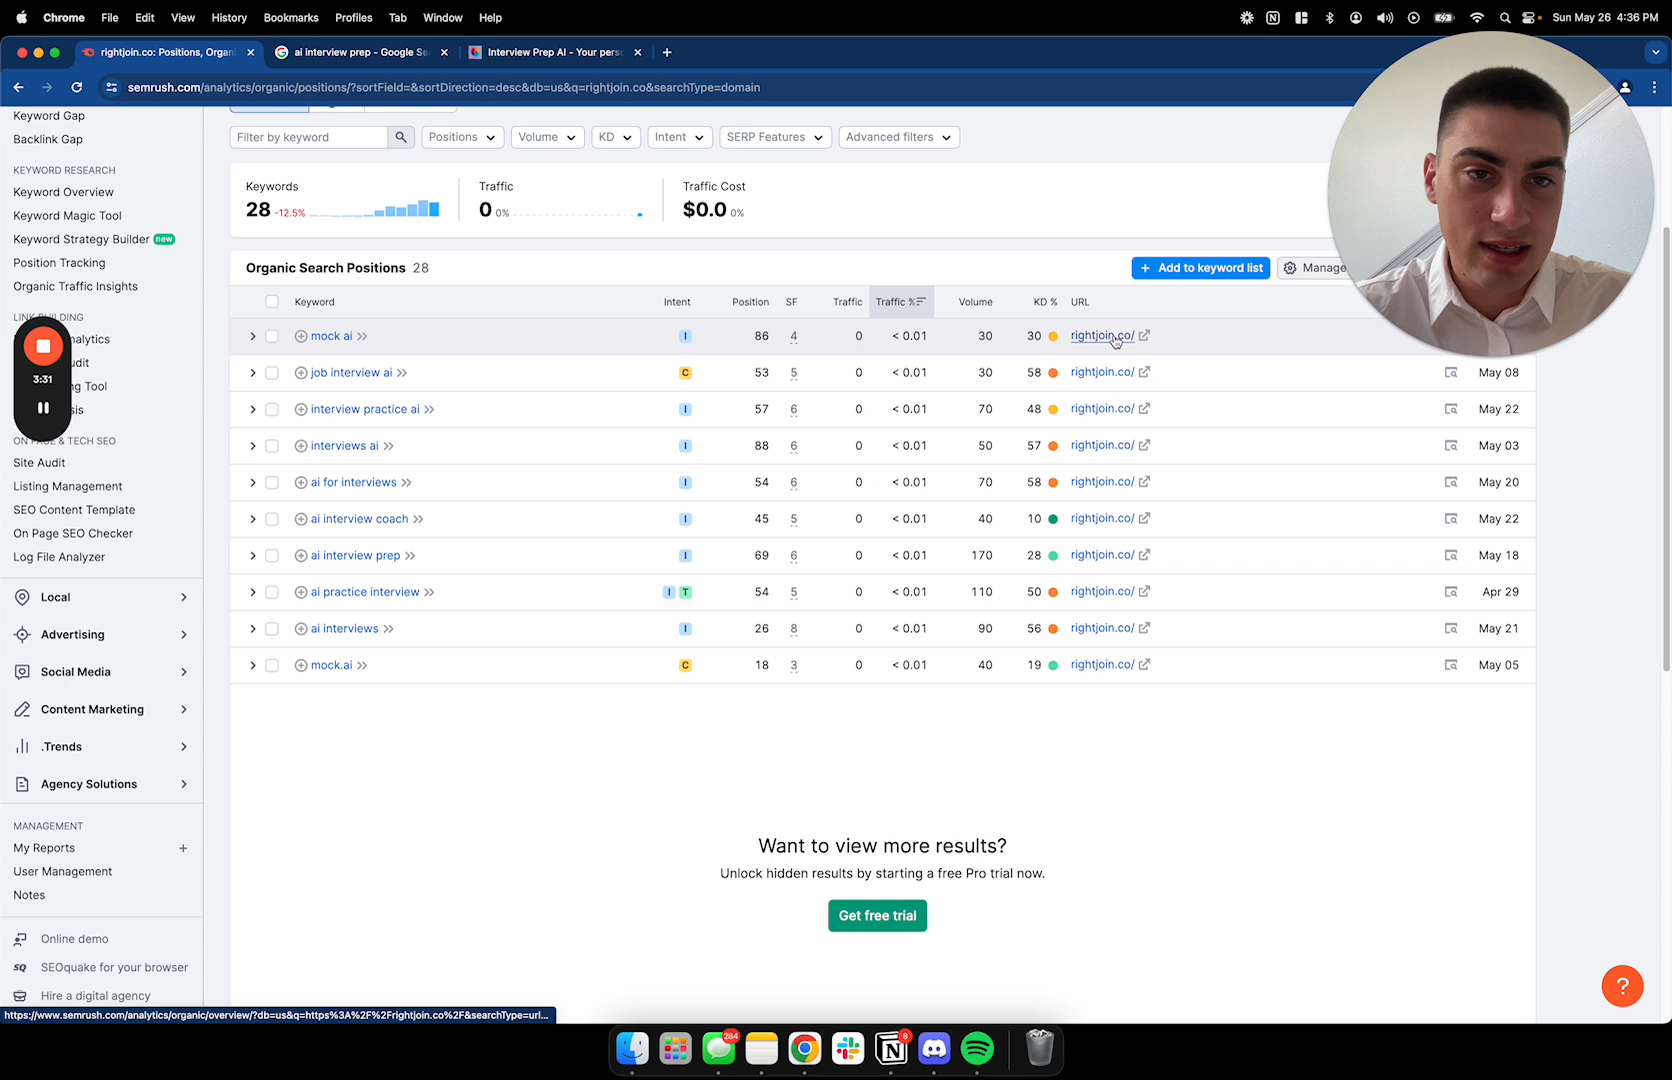 Chrome File Edit View History Bookmarks Profiles Tab Window Help Sun May 26 4:36 PM
rightjoin.co: Positions, Organ ai interview prep - Google Se Interview Prep AI - Your pers
semrush.com/analytics/organic/positions/?sortField=&sortDirection=desc&db=us&q=rightjoin.co&searchType=domain
Keyword Gap
Backlink Gap
KEYWORD RESEARCH
Keyword Overview
Keyword Magic Tool
Keyword Strategy Builder new
Position Tracking
Organic Traffic Insights
LINK BUILDING
nalytics
udit
ng Tool
sis
3:31
ON PAGE & TECH SEO
Site Audit
Listing Management
SEO Content Template
On Page SEO Checker
Log File Analyzer
Local
Advertising
Social Media
Content Marketing
.Trends
Agency Solutions
MANAGEMENT
My Reports +
User Management
Notes
Online demo
SQ SEOquake for your browser
Hire a digital agency
https://www.semrush.com/analytics/organic/overview/?db=us&q=https%3A%2F%2Frightjoin.co%2F&searchType=url...
Filter by keyword Positions Volume KD Intent SERP Features Advanced filters
Keywords Traffic Traffic Cost
28 -12.5% 0 0% $0.0 0%
Organic Search Positions 28 + Add to keyword list Manage
Keyword Intent Position SF Traffic Traffic % Volume KD % URL
mock ai I 86 4 0 < 0.01 30 30 rightjoin.co/
job interview ai C 53 5 0 < 0.01 30 58 rightjoin.co/ May 08
interview practice ai I 57 6 0 < 0.01 70 48 rightjoin.co/ May 22
interviews ai I 88 6 0 < 0.01 50 57 rightjoin.co/ May 03
ai for interviews I 54 6 0 < 0.01 70 58 rightjoin.co/ May 20
ai interview coach I 45 5 0 < 0.01 40 10 rightjoin.co/ May 22
ai interview prep I 69 6 0 < 0.01 170 28 rightjoin.co/ May 18
ai practice interview I T 54 5 0 < 0.01 110 50 rightjoin.co/ Apr 29
ai interviews I 26 8 0 < 0.01 90 56 rightjoin.co/ May 21
mock.ai C 18 3 0 < 0.01 40 19 rightjoin.co/ May 05
Want to view more results?
Unlock hidden results by starting a free Pro trial now.
Get free trial
?
284 8